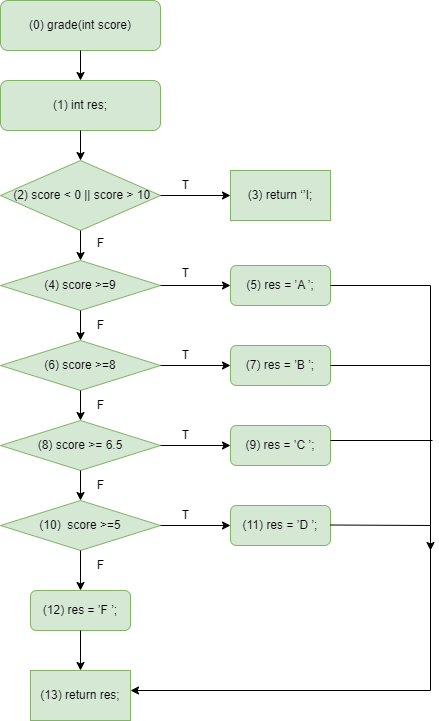 (0) grade(int score)
(1) int res;
(2) score < 0 || score > 10
T
(3) return ‘'I;
F
(4) score >=9
T
(5) res = 'A ';
F
(6) score >=8
T
(7) res = 'B ';
F
(8) score >= 6.5
T
(9) res = 'C ';
F
(10) score >=5
T
(11) res = 'D ';
F
(12) res = 'F ';
(13) return res;